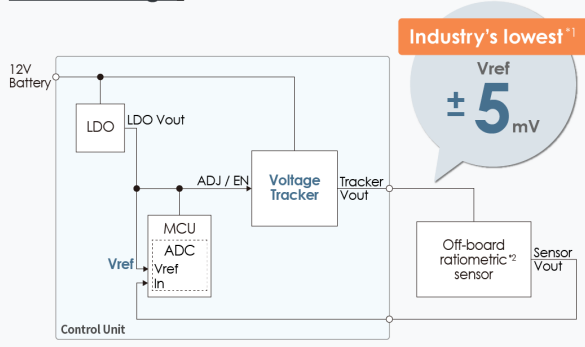 Industry's lowest*1
Vref
± 5 mV
12V
Battery
LDO
LDO Vout
ADJ / EN
Voltage
Tracker
Tracker
Vout
MCU
ADC
Vref
Vref
In
Off-board
ratiometric*2
sensor
Sensor
Vout
Control Unit